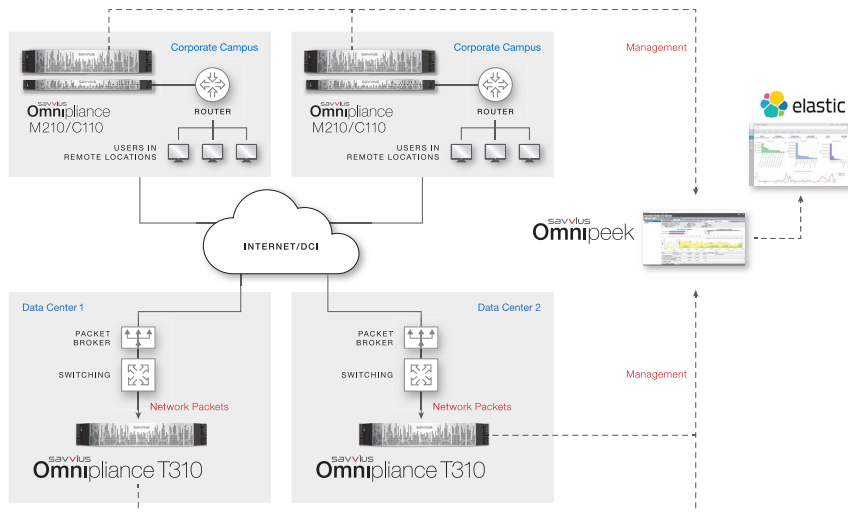 Corporate Campus
savvius
Omnipliance
M210/C110
ROUTER
USERS IN
REMOTE LOCATIONS
Corporate Campus
savvius
Omnipliance
M210/C110
ROUTER
USERS IN
REMOTE LOCATIONS
Management
elastic
INTERNET/DCI
savvius
Omnipeek
Data Center 1
PACKET
BROKER
SWITCHING
Network Packets
savvius
Omnipliance T310
Data Center 2
PACKET
BROKER
SWITCHING
Network Packets
savvius
Omnipliance T310
Management